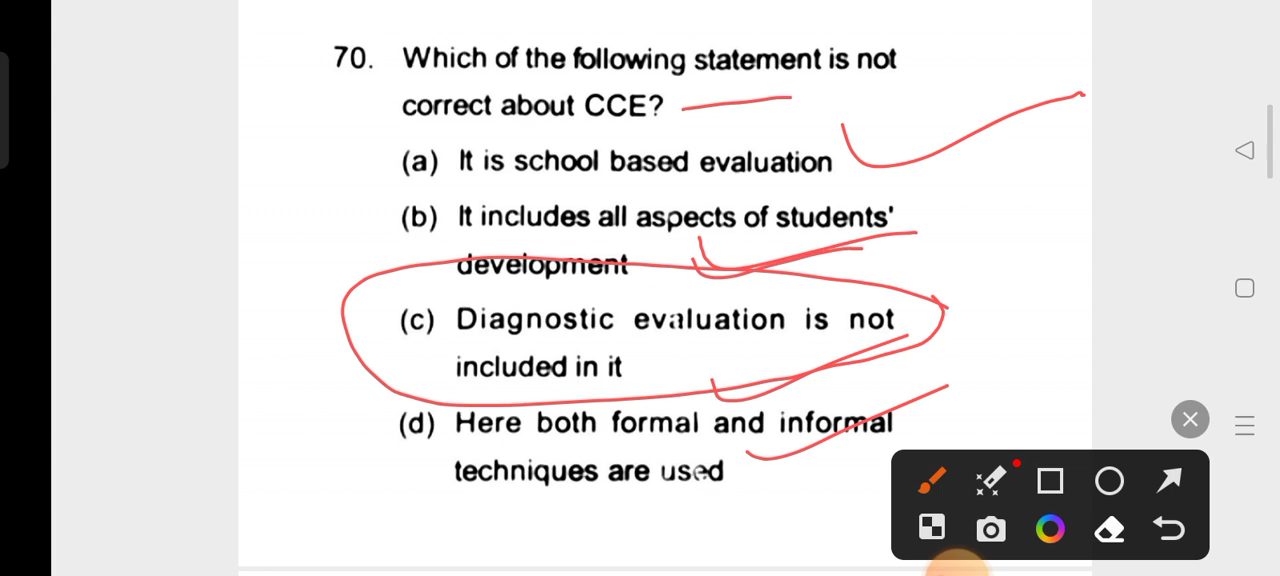 70. Which of the following statement is not
correct about CCE?
(a) It is school based evaluation
(b) It includes all aspects of students'
development
(c) Diagnostic evaluation is not
included in it
(d) Here both formal and informal
techniques are used